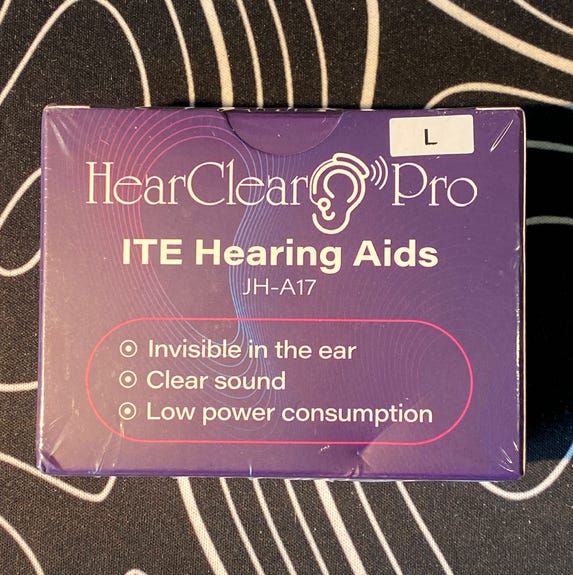 L
HearClear Pro
ITE Hearing Aids
JH-A17
Invisible in the ear
Clear sound
Low power consumption